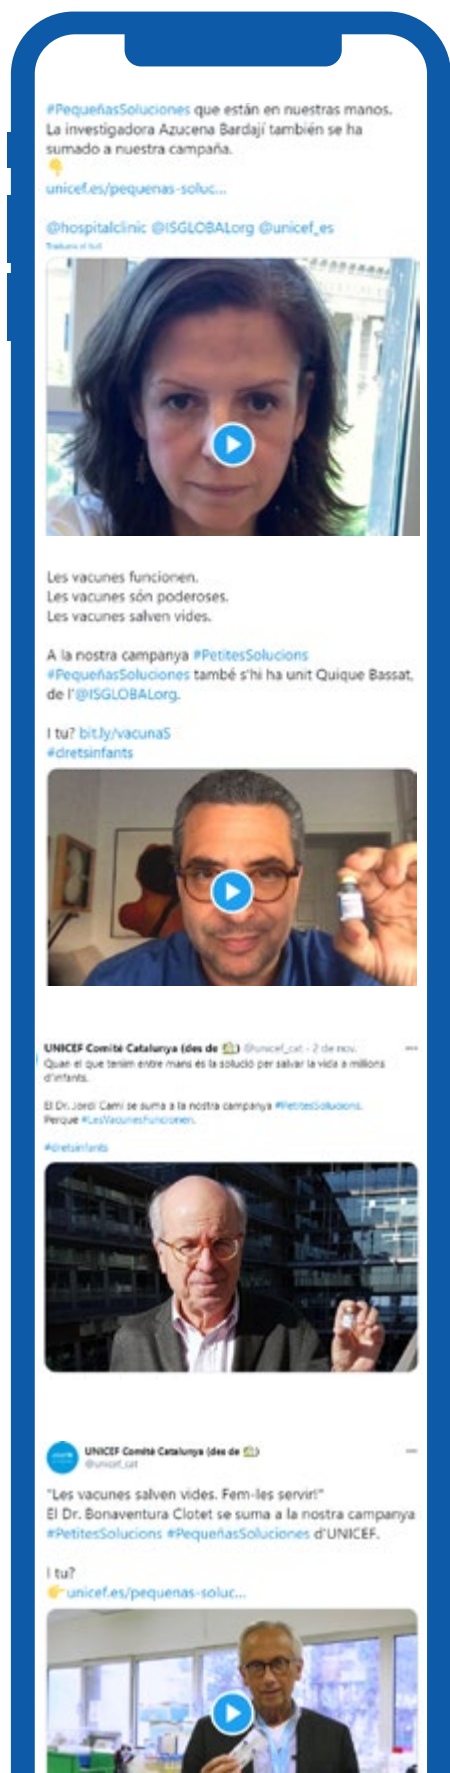 #PequeñasSoluciones que están en nuestras manos.
La investigadora Azucena Bardají también se ha
sumado a nuestra campaña.
unicef.es/pequenas-soluc...
@hospitalclinic @ISGLOBALorg @unicef_es
Les vacunes funcionen.
Les vacunes són poderoses.
Les vacunes salven vides.
A la nostra campanya #PetitesSolucions
#PequeñasSoluciones també s'hi ha unit Quique Bassat,
de l'@ISGLOBALorg.
I tu? bit.ly/vacunaS
#dretsinfants
UNICEF Comitè Catalunya (des de ) @unicef_cat · 2 de nov.
Quan el que tenim entre mans és la solució per salvar la vida a milions
d'infants.
El Dr. Jordi Camí se suma a la nostra campanya #PetitesSolucions.
Perque #LesVacunesFuncionen.
#dretsinfants
UNICEF Comitè Catalunya (des de )
@unicef_cat
"Les vacunes salven vides. Fem-les servir!"
El Dr. Bonaventura Clotet se suma a la nostra campanya
#PetitesSolucions #PequeñasSoluciones d'UNICEF.
I tu?
unicef.es/pequenas-soluc...